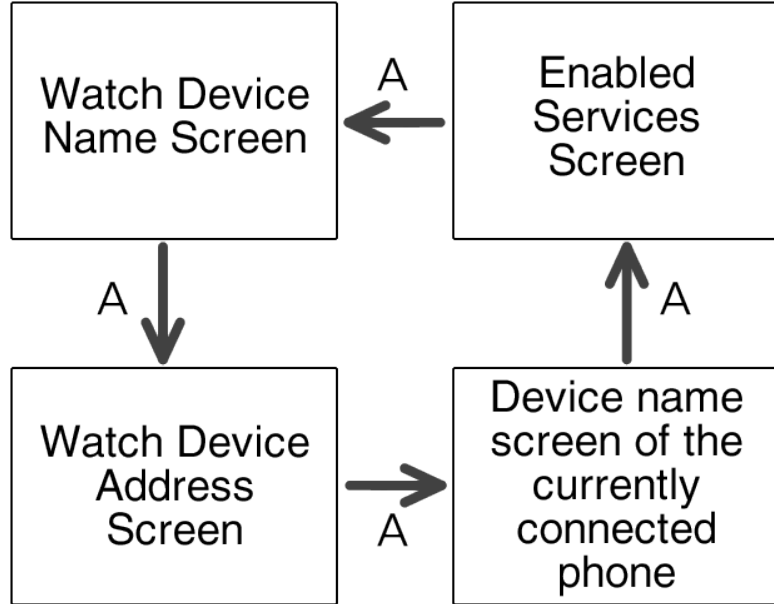 Watch Device
Name Screen
A
Enabled
Services
Screen
A
A
Watch Device
Address
Screen
A
Device name
screen of the
currently
connected
phone